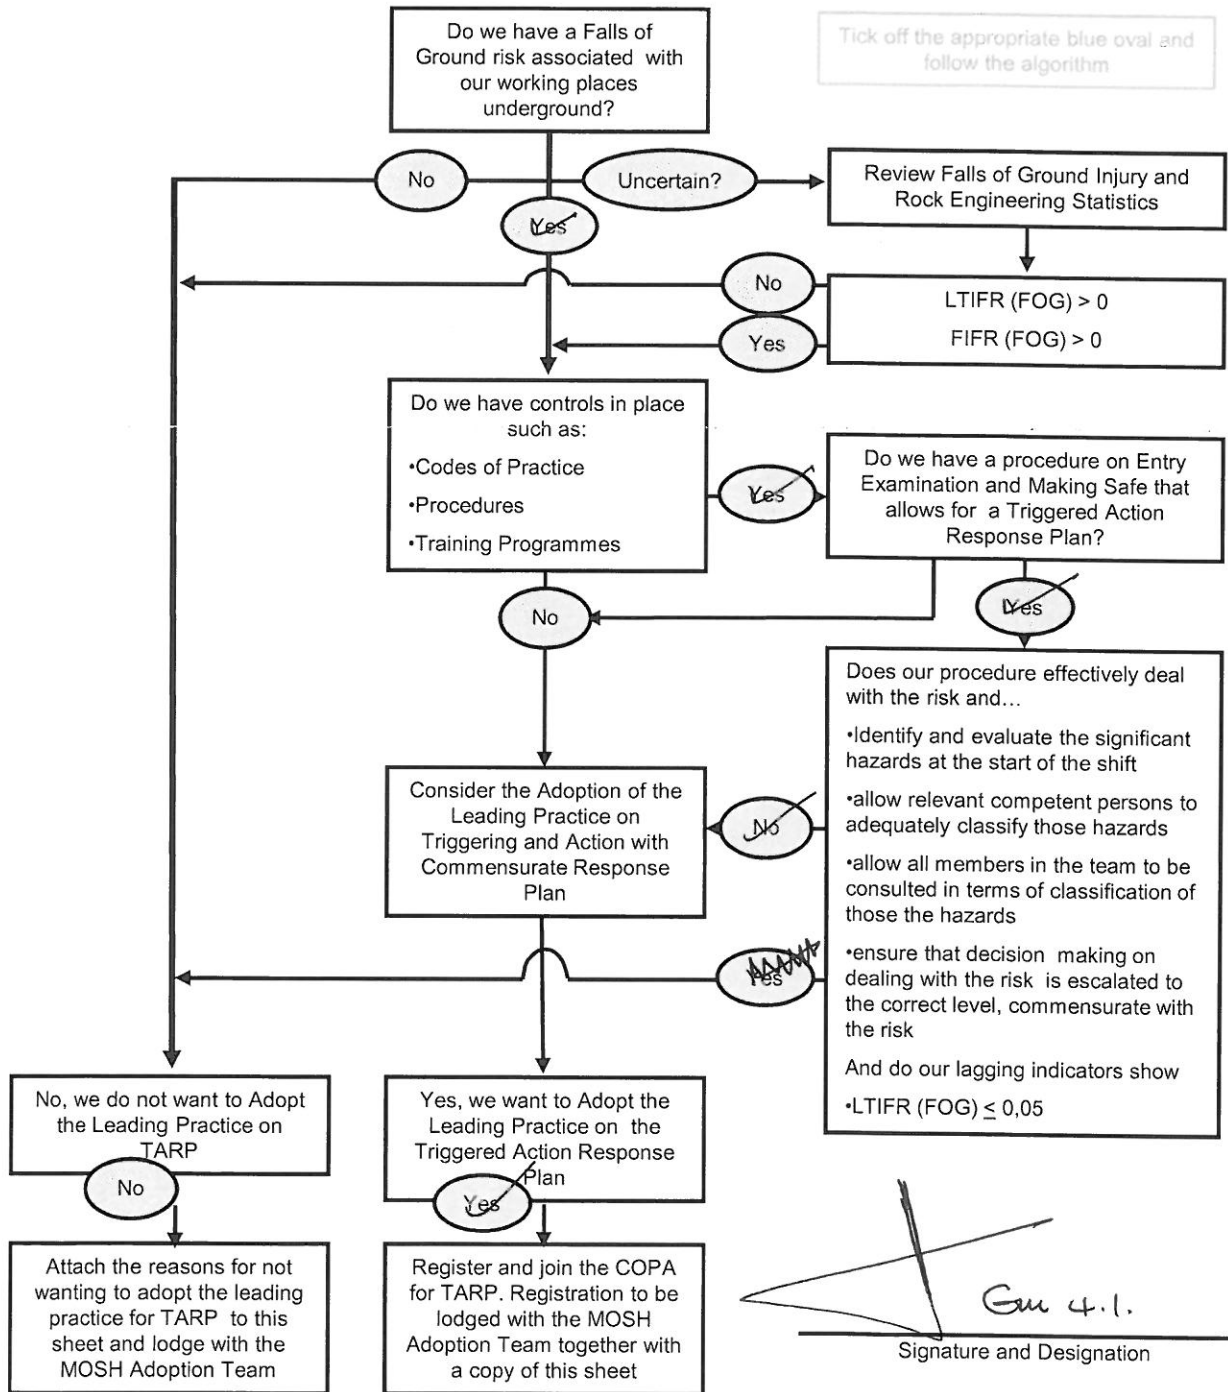 Do we have a Falls of
Ground risk associated with
our working places
underground?
Tick off the appropriate blue oval and
follow the algorithm
No
Uncertain?
Yes
Review Falls of Ground Injury and
Rock Engineering Statistics
No
Yes
LTIFR (FOG) > 0
FIFR (FOG) > 0
Do we have controls in place
such as:
•Codes of Practice
•Procedures
•Training Programmes
Yes
Do we have a procedure on Entry
Examination and Making Safe that
allows for a Triggered Action
Response Plan?
No
Yes
Does our procedure effectively deal
with the risk and…
•Identify and evaluate the significant
hazards at the start of the shift
•allow relevant competent persons to
adequately classify those hazards
•allow all members in the team to be
consulted in terms of classification of
those the hazards
•ensure that decision making on
dealing with the risk is escalated to
the correct level, commensurate with
the risk
And do our lagging indicators show
•LTIFR (FOG) ≤ 0,05
Consider the Adoption of the
Leading Practice on
Triggering and Action with
Commensurate Response
Plan
No
Yes
No, we do not want to Adopt
the Leading Practice on
TARP
No
Yes, we want to Adopt the
Leading Practice on the
Triggered Action Response
Plan
Yes
Attach the reasons for not
wanting to adopt the leading
practice for TARP to this
sheet and lodge with the
MOSH Adoption Team
Register and join the COPA
for TARP. Registration to be
lodged with the MOSH
Adoption Team together with
a copy of this sheet
4.1.
Signature and Designation